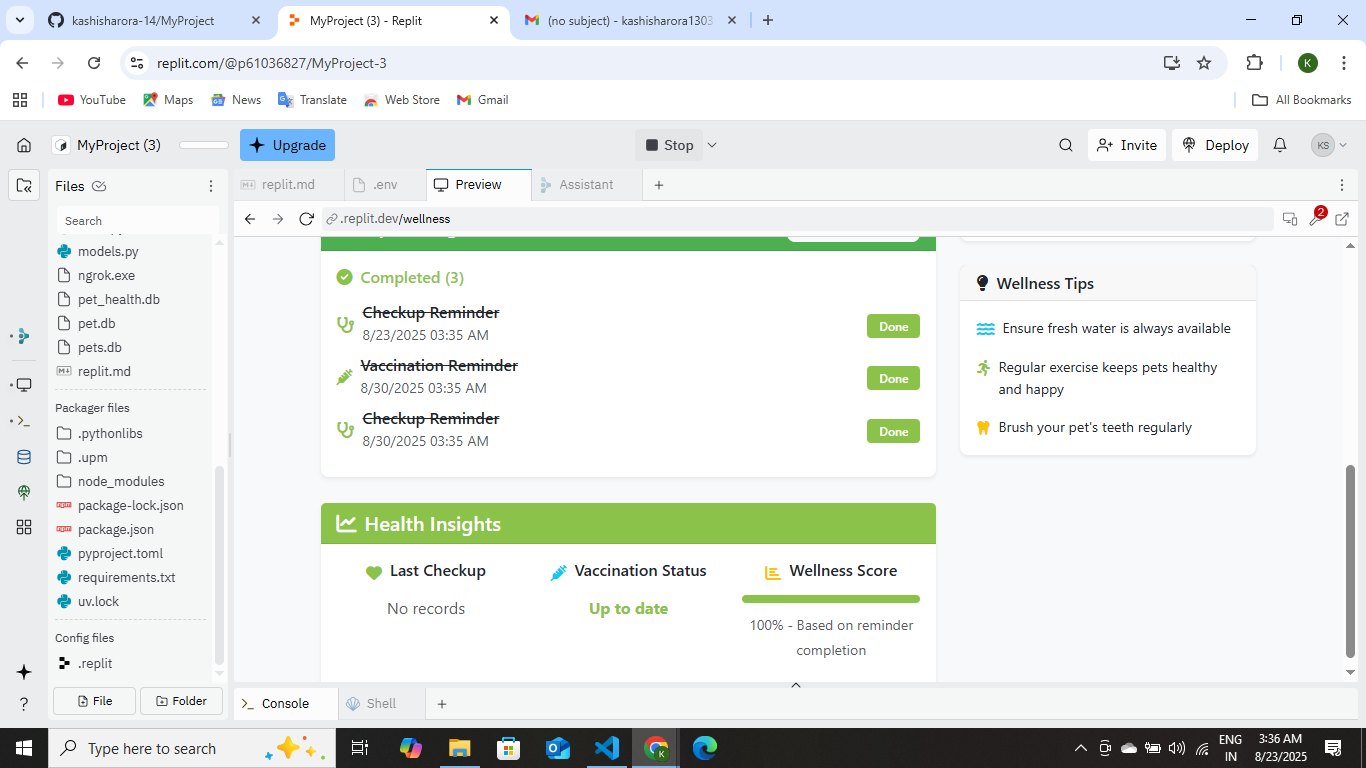 kashisharora-14/MyProject
MyProject (3) - Replit
(no subject) - kashisharora1303
replit.com/@p61036827/MyProject-3
K
YouTube
Maps
News
Translate
Web Store
Gmail
All Bookmarks
MyProject (3)
Upgrade
Stop
Invite
Deploy
KS
Files
replit.md
.env
Preview
Assistant
Search
.replit.dev/wellness
2
models.py
ngrok.exe
pet_health.db
pet.db
pets.db
replit.md
Packager files
.pythonlibs
.upm
node_modules
package-lock.json
package.json
pyproject.toml
requirements.txt
uv.lock
Config files
.replit
File
Folder
Completed (3)
Checkup Reminder
8/23/2025 03:35 AM
Done
Vaccination Reminder
8/30/2025 03:35 AM
Done
Checkup Reminder
8/30/2025 03:35 AM
Done
Wellness Tips
Ensure fresh water is always available
Regular exercise keeps pets healthy
and happy
Brush your pet's teeth regularly
Health Insights
Last Checkup
No records
Vaccination Status
Up to date
Wellness Score
100% - Based on reminder
completion
Console
Shell
Type here to search
ENG
IN
3:36 AM
8/23/2025